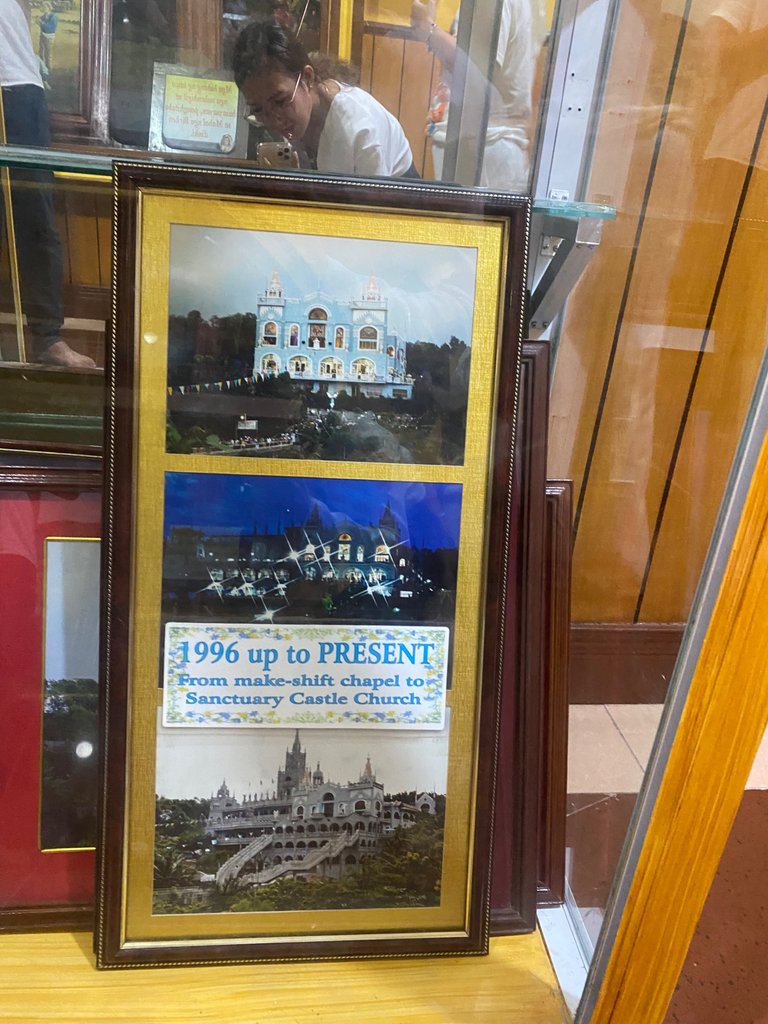 1996 up to PRESENT
From make-shift chapel to
Sanctuary Castle Church